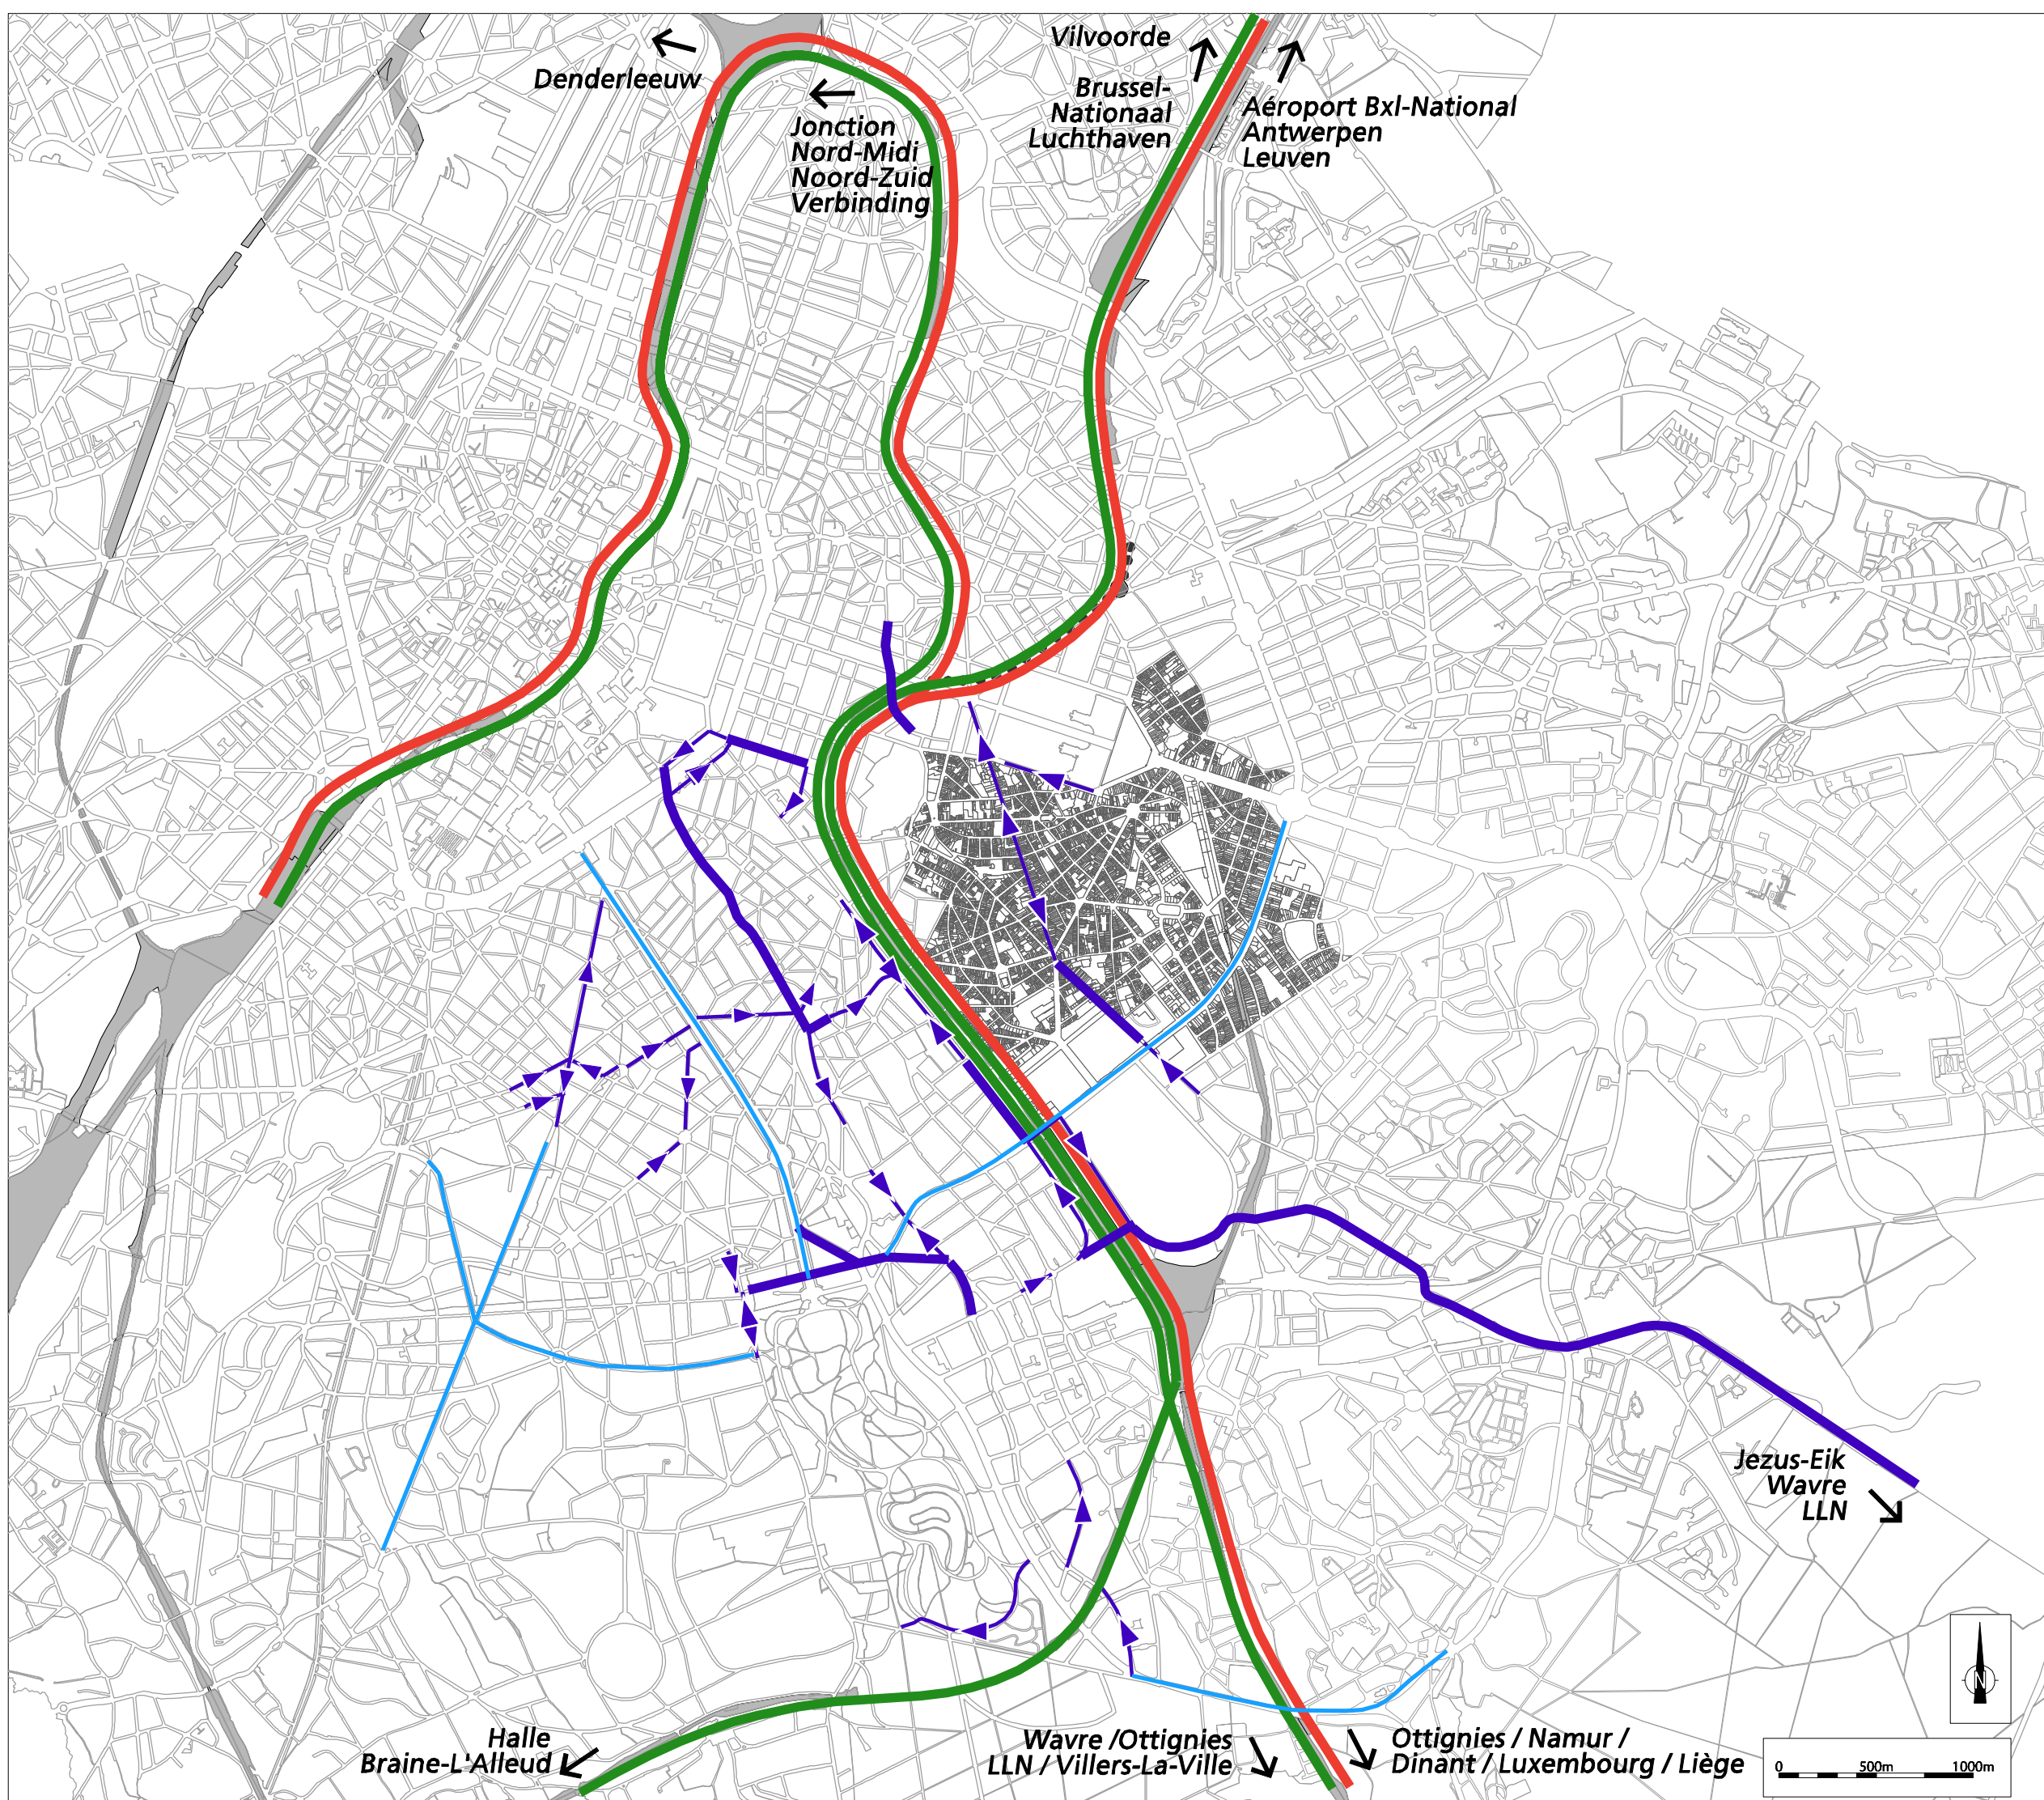 Denderleeuw
Jonction
Nord-Midi
Noord-Zuid
Verbinding
Vilvoorde
Brussel-
Nationaal
Luchthaven
Aéroport Bxl-National
Antwerpen
Leuven
Jezus-Eik
Wavre
LLN
Halle
Braine-L'Alleud
Wavre /Ottignies
LLN / Villers-La-Ville
Ottignies / Namur /
Dinant / Luxembourg / Liège
N
0 500m 1000m